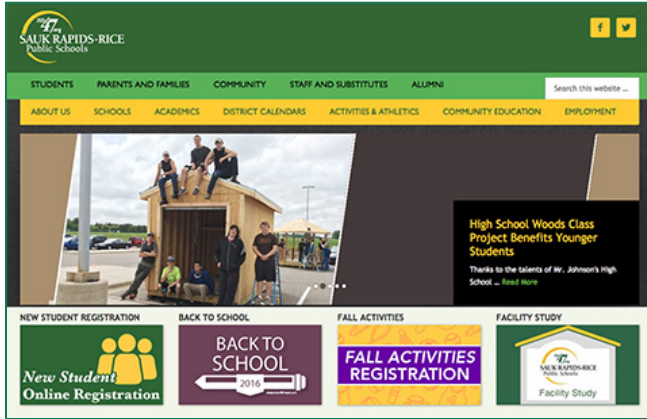 47
SAUK RAPIDS-RICE
Public Schools
STUDENTS PARENTS AND FAMILIES COMMUNITY STAFF AND SUBSTITUTES ALUMNI
Search this website ...
ABOUT US SCHOOLS ACADEMICS DISTRICT CALENDARS ACTIVITIES & ATHLETICS COMMUNITY EDUCATION EMPLOYMENT
High School Woods Class
Project Benefits Younger
Students
Thanks to the talents of Mr. Johnson's High
School ... Read More
NEW STUDENT REGISTRATION
New Student
Online Registration
BACK TO SCHOOL
BACK TO
SCHOOL
2016
FALL ACTIVITIES
FALL ACTIVITIES
REGISTRATION
FACILITY STUDY
47
SAUK RAPIDS-RICE
Public Schools
Facility Study